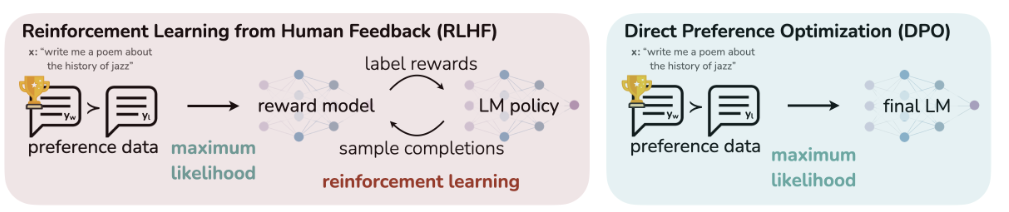 Reinforcement Learning from Human Feedback (RLHF)
x: “write me a poem about
the history of jazz”
label rewards
yw > yl
reward model
LM policy
preference data
maximum
likelihood
sample completions
reinforcement learning
Direct Preference Optimization (DPO)
x: “write me a poem about
the history of jazz”
yw > yl
final LM
preference data
maximum
likelihood